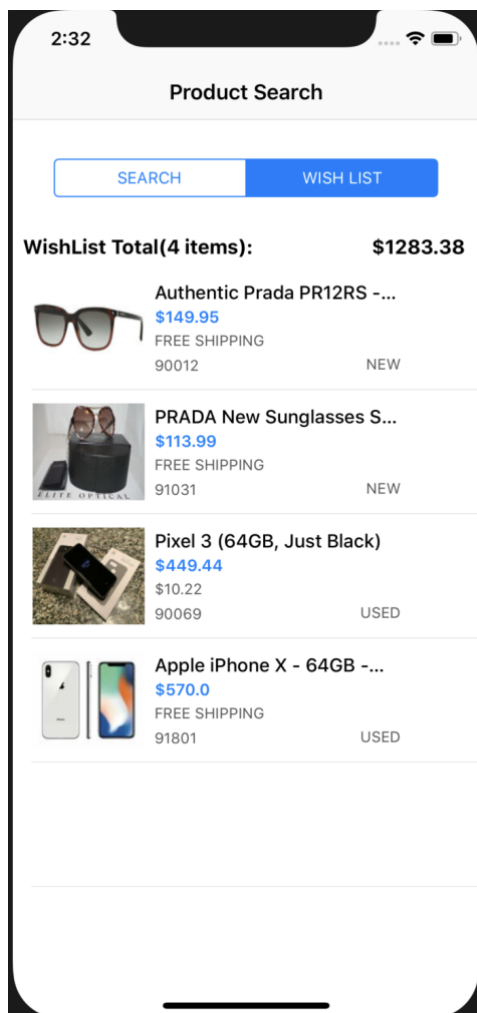 2:32
Product Search
SEARCH WISH LIST
WishList Total(4 items): $1283.38
Authentic Prada PR12RS -...
$149.95
FREE SHIPPING
90012 NEW
PRADA New Sunglasses S...
$113.99
FREE SHIPPING
91031 NEW
ELITE OPTICAL
Pixel 3 (64GB, Just Black)
$449.44
$10.22
90069 USED
Apple iPhone X - 64GB -...
$570.0
FREE SHIPPING
91801 USED